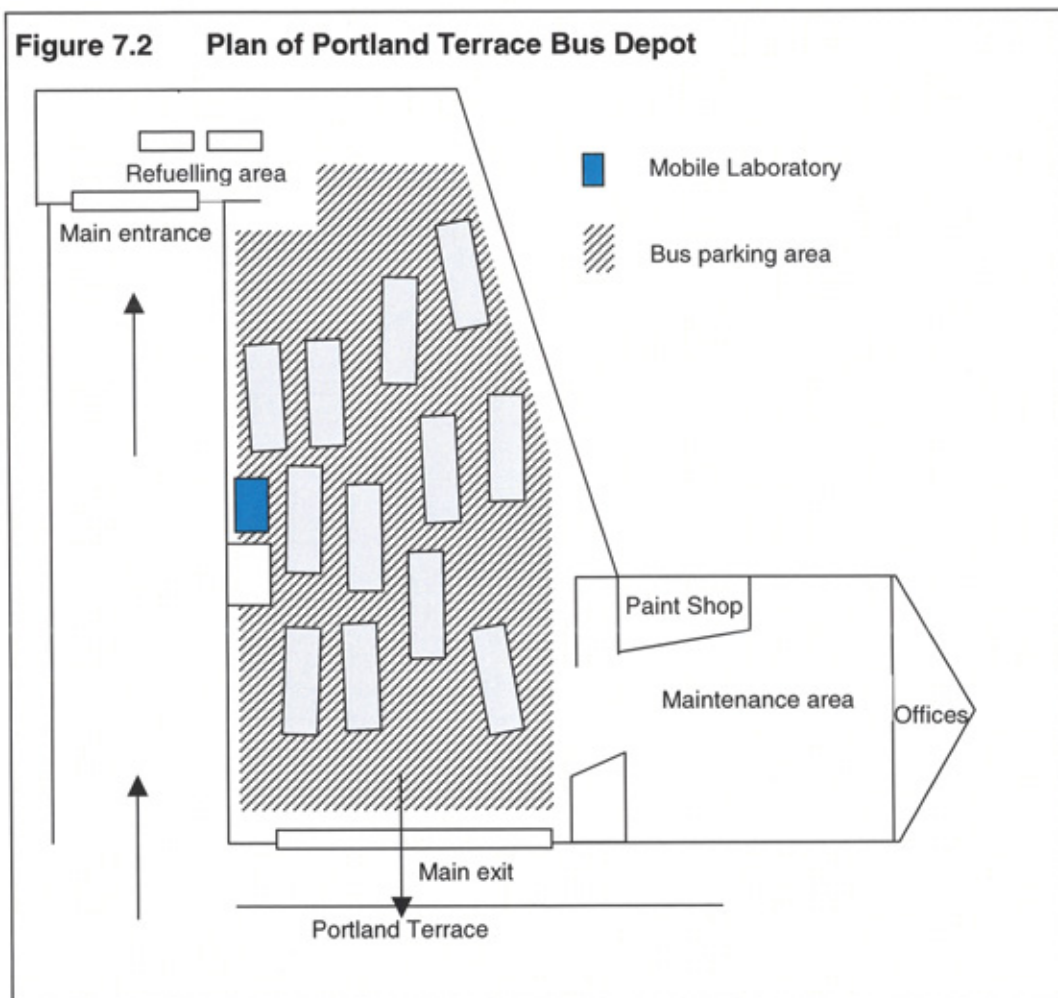 Figure 7.2 Plan of Portland Terrace Bus Depot
Refuelling area
Mobile Laboratory
Main entrance
Bus parking area
Paint Shop
Maintenance area
Offices
Main exit
Portland Terrace